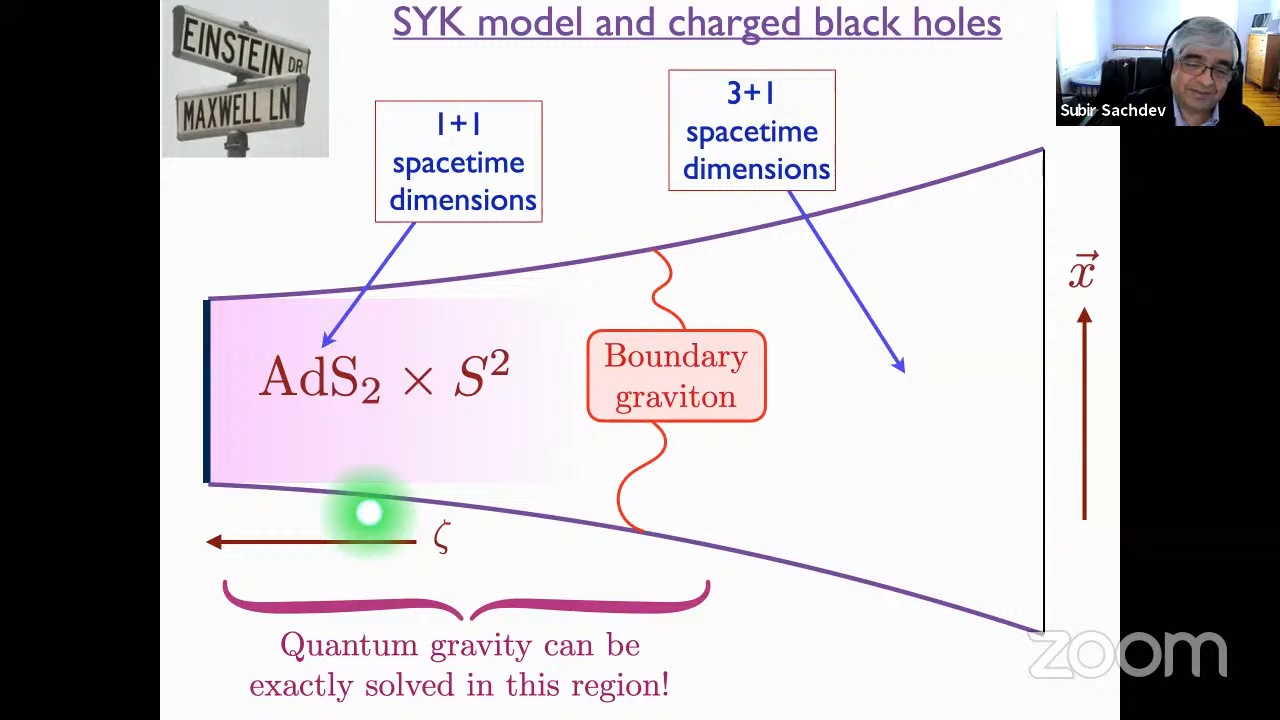 SYK model and charged black holes
EINSTEIN DR
MAXWELL LN
1+1
spacetime
dimensions
3+1
spacetime
dimensions
Subir Sachdev
x⃗
AdS₂ × S²
Boundary
graviton
ζ
Quantum gravity can be
exactly solved in this region!
zoom